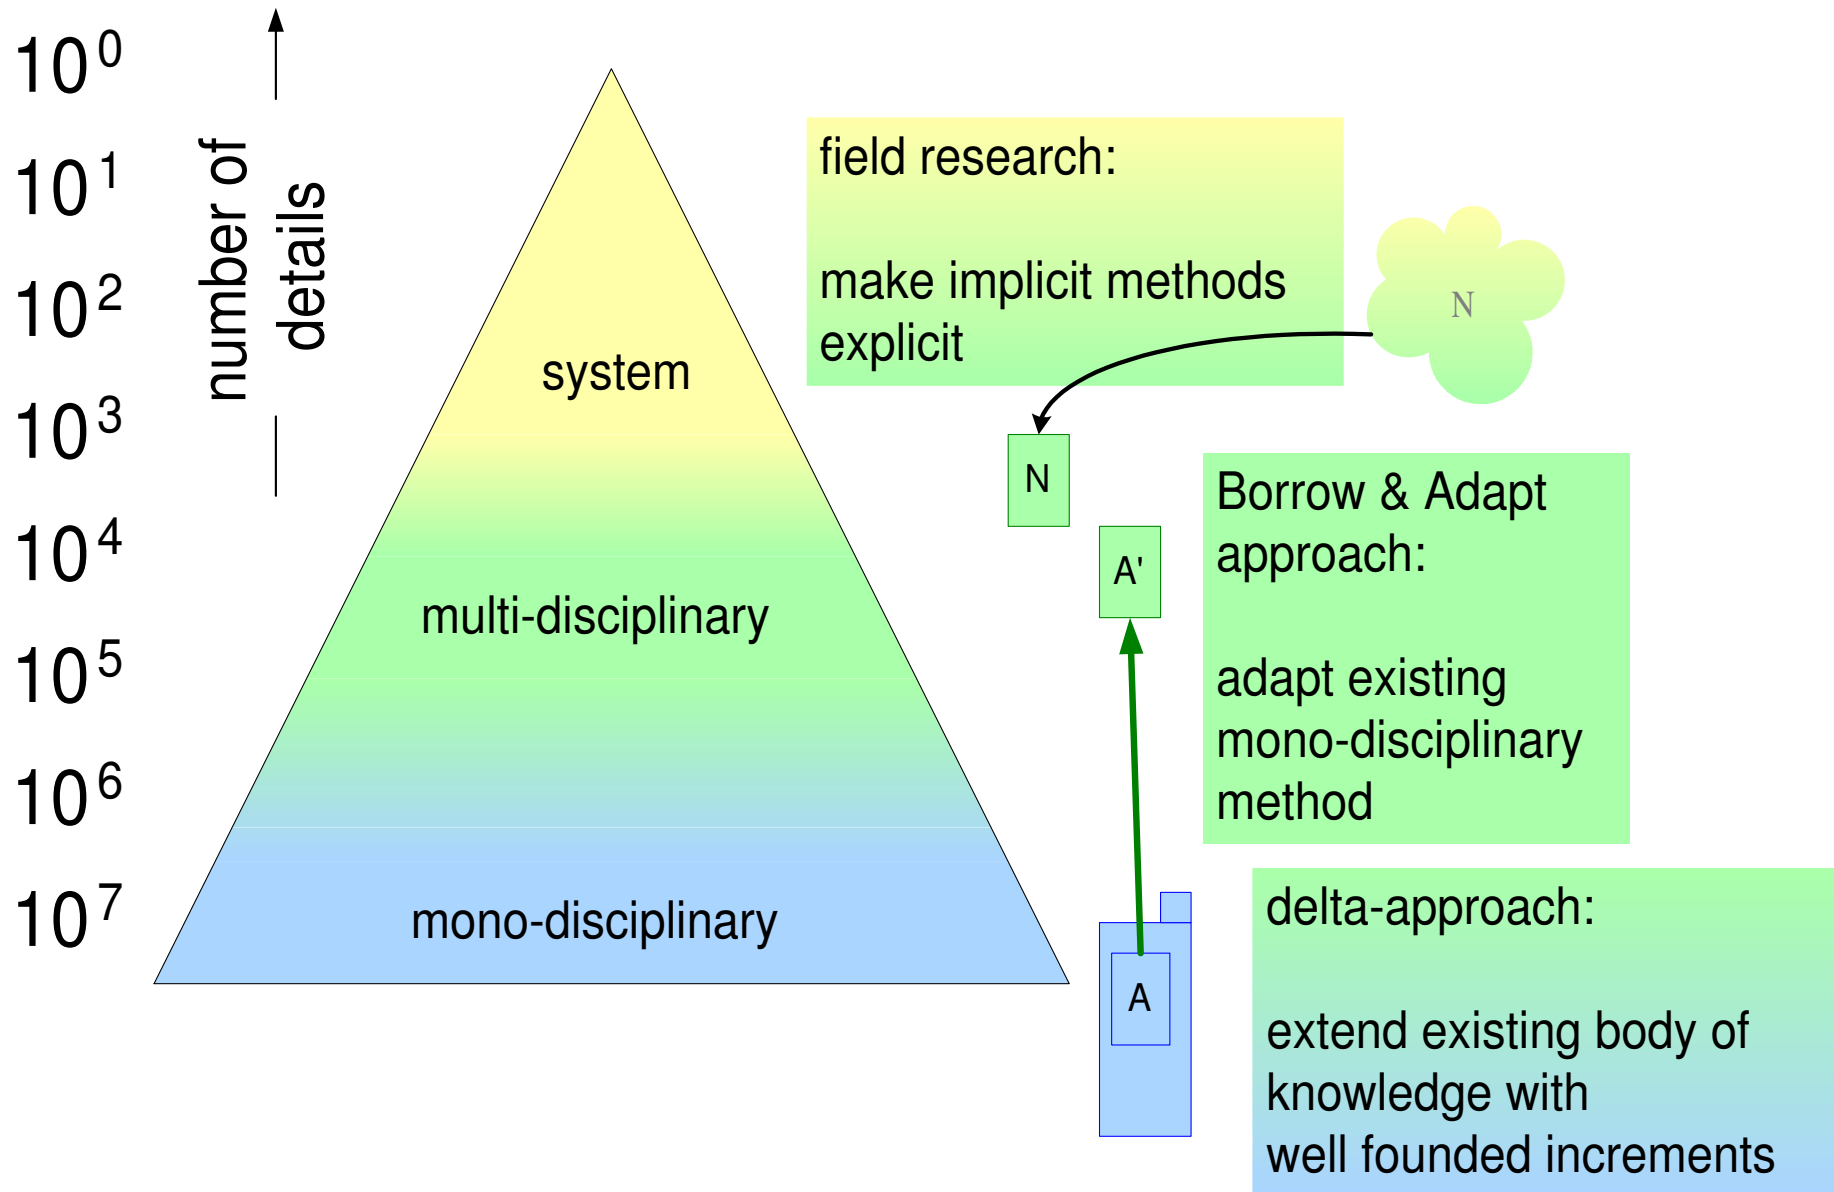 10⁰
10¹
10²
10³
10⁴
10⁵
10⁶
10⁷
number of
details
system
multi-disciplinary
mono-disciplinary
field research:
make implicit methods
explicit
N
N
A'
A
Borrow & Adapt
approach:
adapt existing
mono-disciplinary
method
delta-approach:
extend existing body of
knowledge with
well founded increments